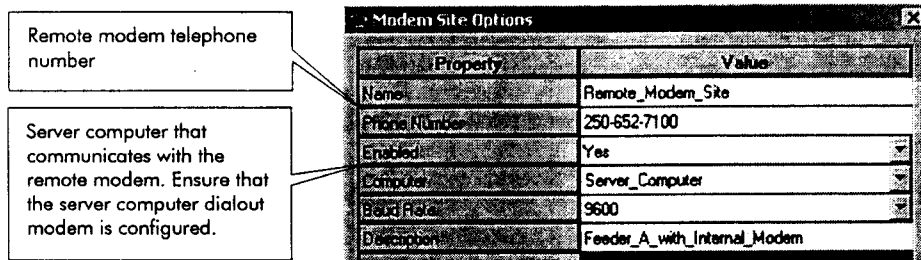 Remote modem telephone
number
Server computer that
communicates with the
remote modem. Ensure that
the server computer dialout
modem is configured.
Modem Site Options
Property Value
Name Remote_Modem_Site
Phone Number 250-652-7100
Enabled Yes
Computer Server_Computer
Baud Rate 9600
Description Feeder_A_with_Internal_Modem